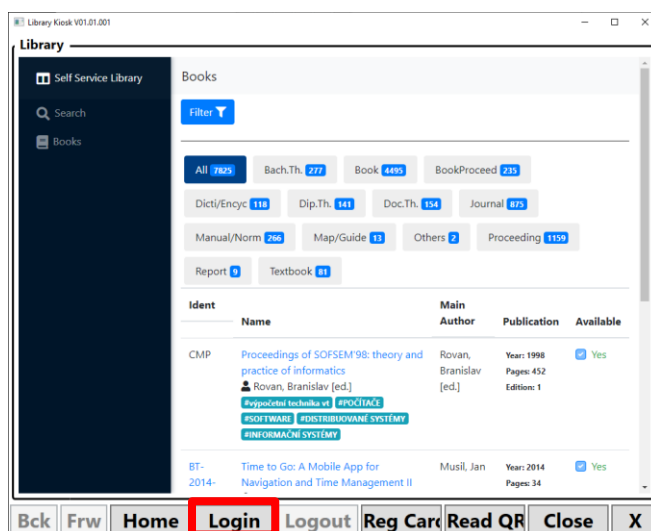 Library Kiosk V01.01.001
Library
Self Service Library
Search
Books
Books
Filter
All 7825 Bach.Th. 277 Book 4495 BookProceed 235
Dicti/Encyc 118 Dip.Th. 141 Doc.Th. 154 Journal 875
Manual/Norm 266 Map/Guide 13 Others 2 Proceeding 1159
Report 9 Textbook 81
Ident Name Main Author Publication Available
CMP Proceedings of SOFSEM'98: theory and practice of informatics
Rovan, Branislav [ed.]
#výpočetní technika vt #POČÍTAČE
#SOFTWARE #DISTRIBUOVANÉ SYSTÉMY
#INFORMAČNÍ SYSTÉMY
Rovan, Branislav [ed.]
Year: 1998
Pages: 452
Edition: 1
Yes
BT-2014- Time to Go: A Mobile App for Navigation and Time Management II
Musil, Jan
Year: 2014
Pages: 34
Yes
Bck Frw Home Login Logout Reg Card Read QR Close X